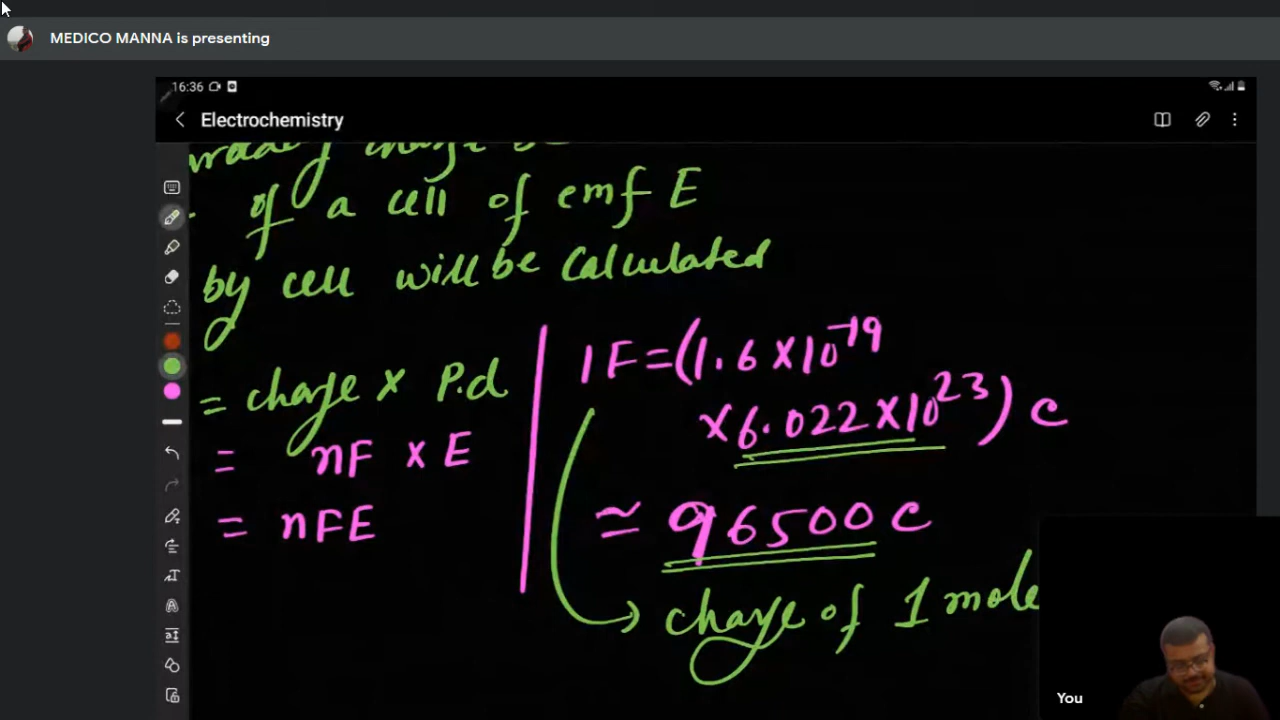 MEDICO MANNA is presenting
16:36
Electrochemistry
of a cell of emf E
by cell will be calculated
= charge × P.d
= nF × E
= nFE
1F = (1.6 × 10⁻¹⁹
× 6.022 × 10²³) C
≃ 96500 C
charge of 1 mole
You